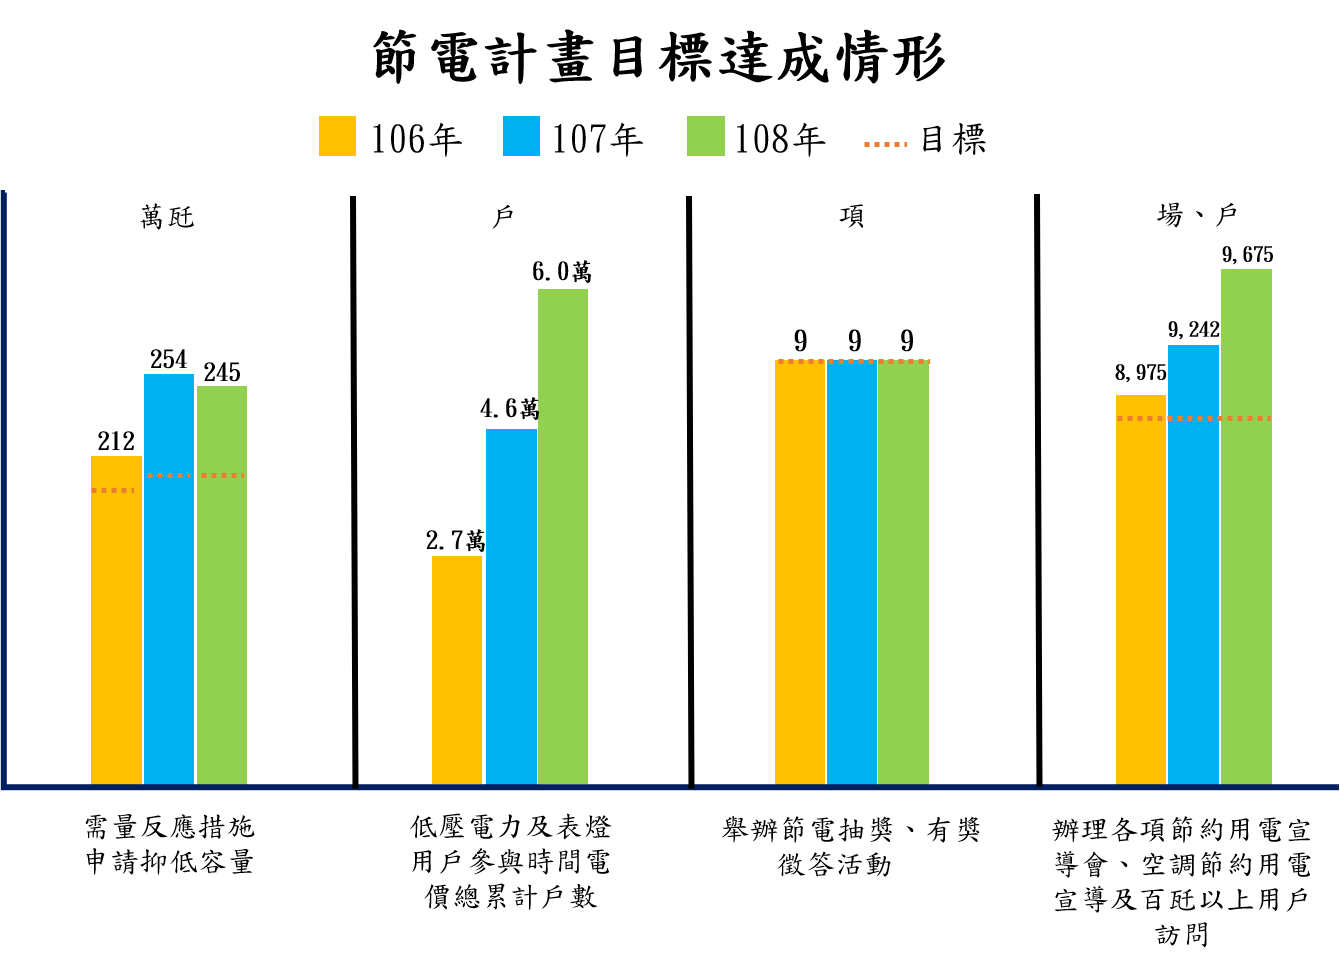 節電計畫目標達成情形
106年 107年 108年 目標
萬瓩 戶 項 場、戶
212 254 245
2.7萬 4.6萬 6.0萬
9 9 9
8,975 9,242 9,675
需量反應措施
申請抑低容量
低壓電力及表燈
用戶參與時間電
價總累計戶數
舉辦節電抽獎、有獎
徵答活動
辦理各項節約用電宣
導會、空調節約用電
宣導及百瓩以上用戶
訪問